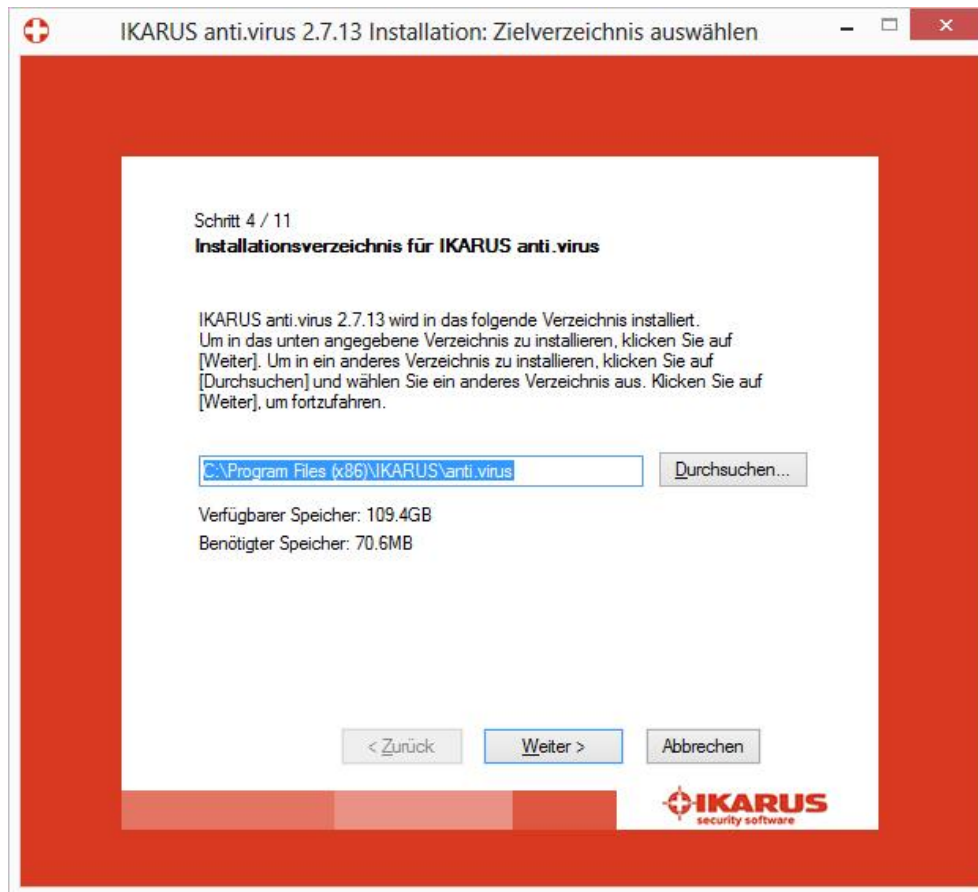 IKARUS anti.virus 2.7.13 Installation: Zielverzeichnis auswählen
Schritt 4 / 11
Installationsverzeichnis für IKARUS anti.virus
IKARUS anti.virus 2.7.13 wird in das folgende Verzeichnis installiert.
Um in das unten angegebene Verzeichnis zu installieren, klicken Sie auf
[Weiter]. Um in ein anderes Verzeichnis zu installieren, klicken Sie auf
[Durchsuchen] und wählen Sie ein anderes Verzeichnis aus. Klicken Sie auf
[Weiter], um fortzufahren.
C:\Program Files (x86)\IKARUS\anti.virus
Durchsuchen...
Verfügbarer Speicher: 109.4GB
Benötigter Speicher: 70.6MB
< Zurück
Weiter >
Abbrechen
IKARUS
security software